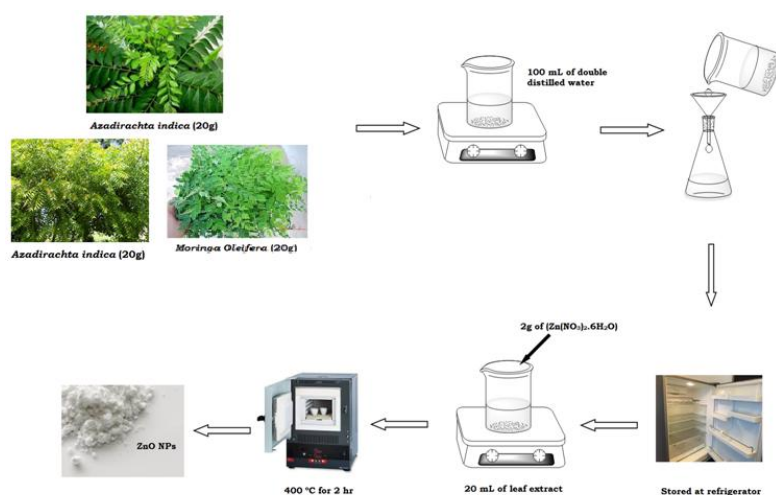 Azadirachta indica (20g)
100 mL of double
distilled water
Azadirachta indica (20g)
Moringa Oleifera (20g)
2g of (Zn(NO₃)₂.6H₂O)
ZnO NPs
400 °C for 2 hr
20 mL of leaf extract
Stored at refrigerator